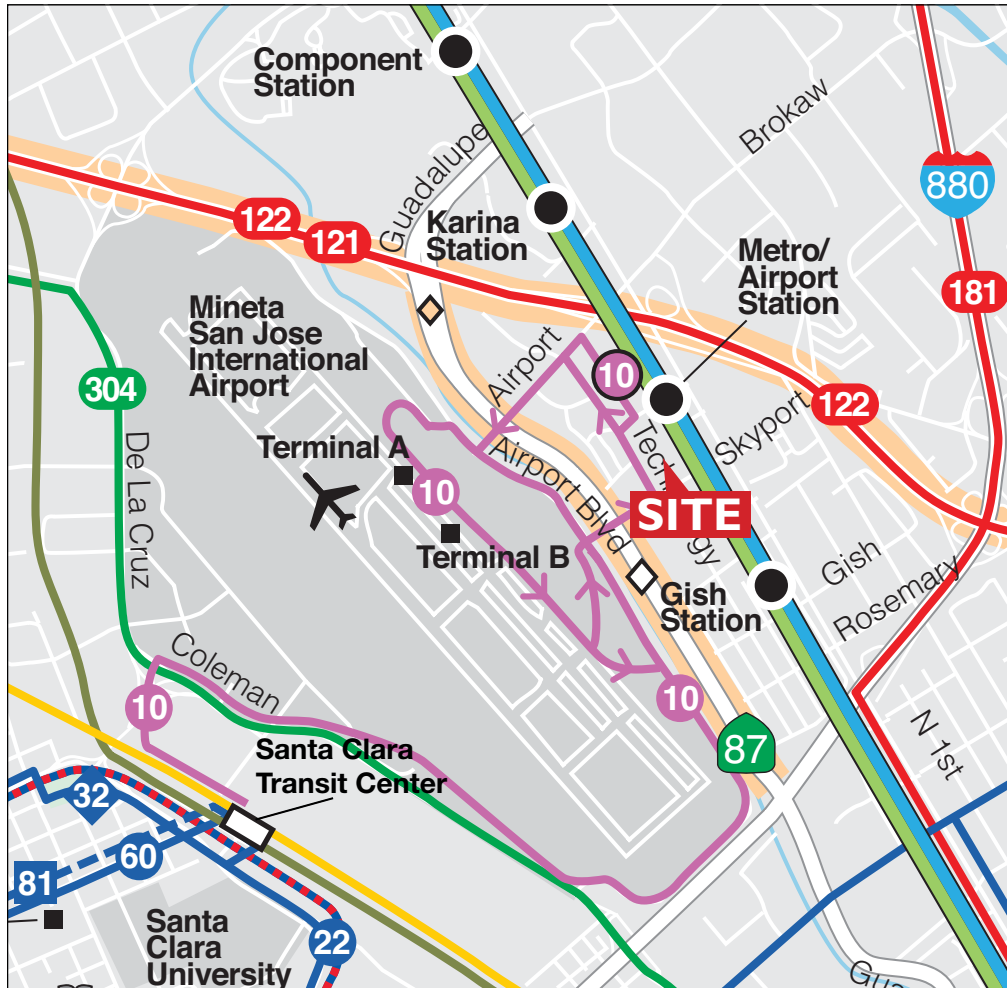 Component
Station
Brokaw
880
Guadalupe
122
121
Karina
Station
Metro/
Airport
Station
181
Mineta
San Jose
International
Airport
Airport
10
304
122
Skyport
De La Cruz
Terminal A
10
Airport Blvd
SITE
Terminal B
Gish
Gish
Station
Rosemary
Coleman
10
10
N 1st
87
Santa Clara
Transit Center
32
60
81
Santa
Clara
University
22